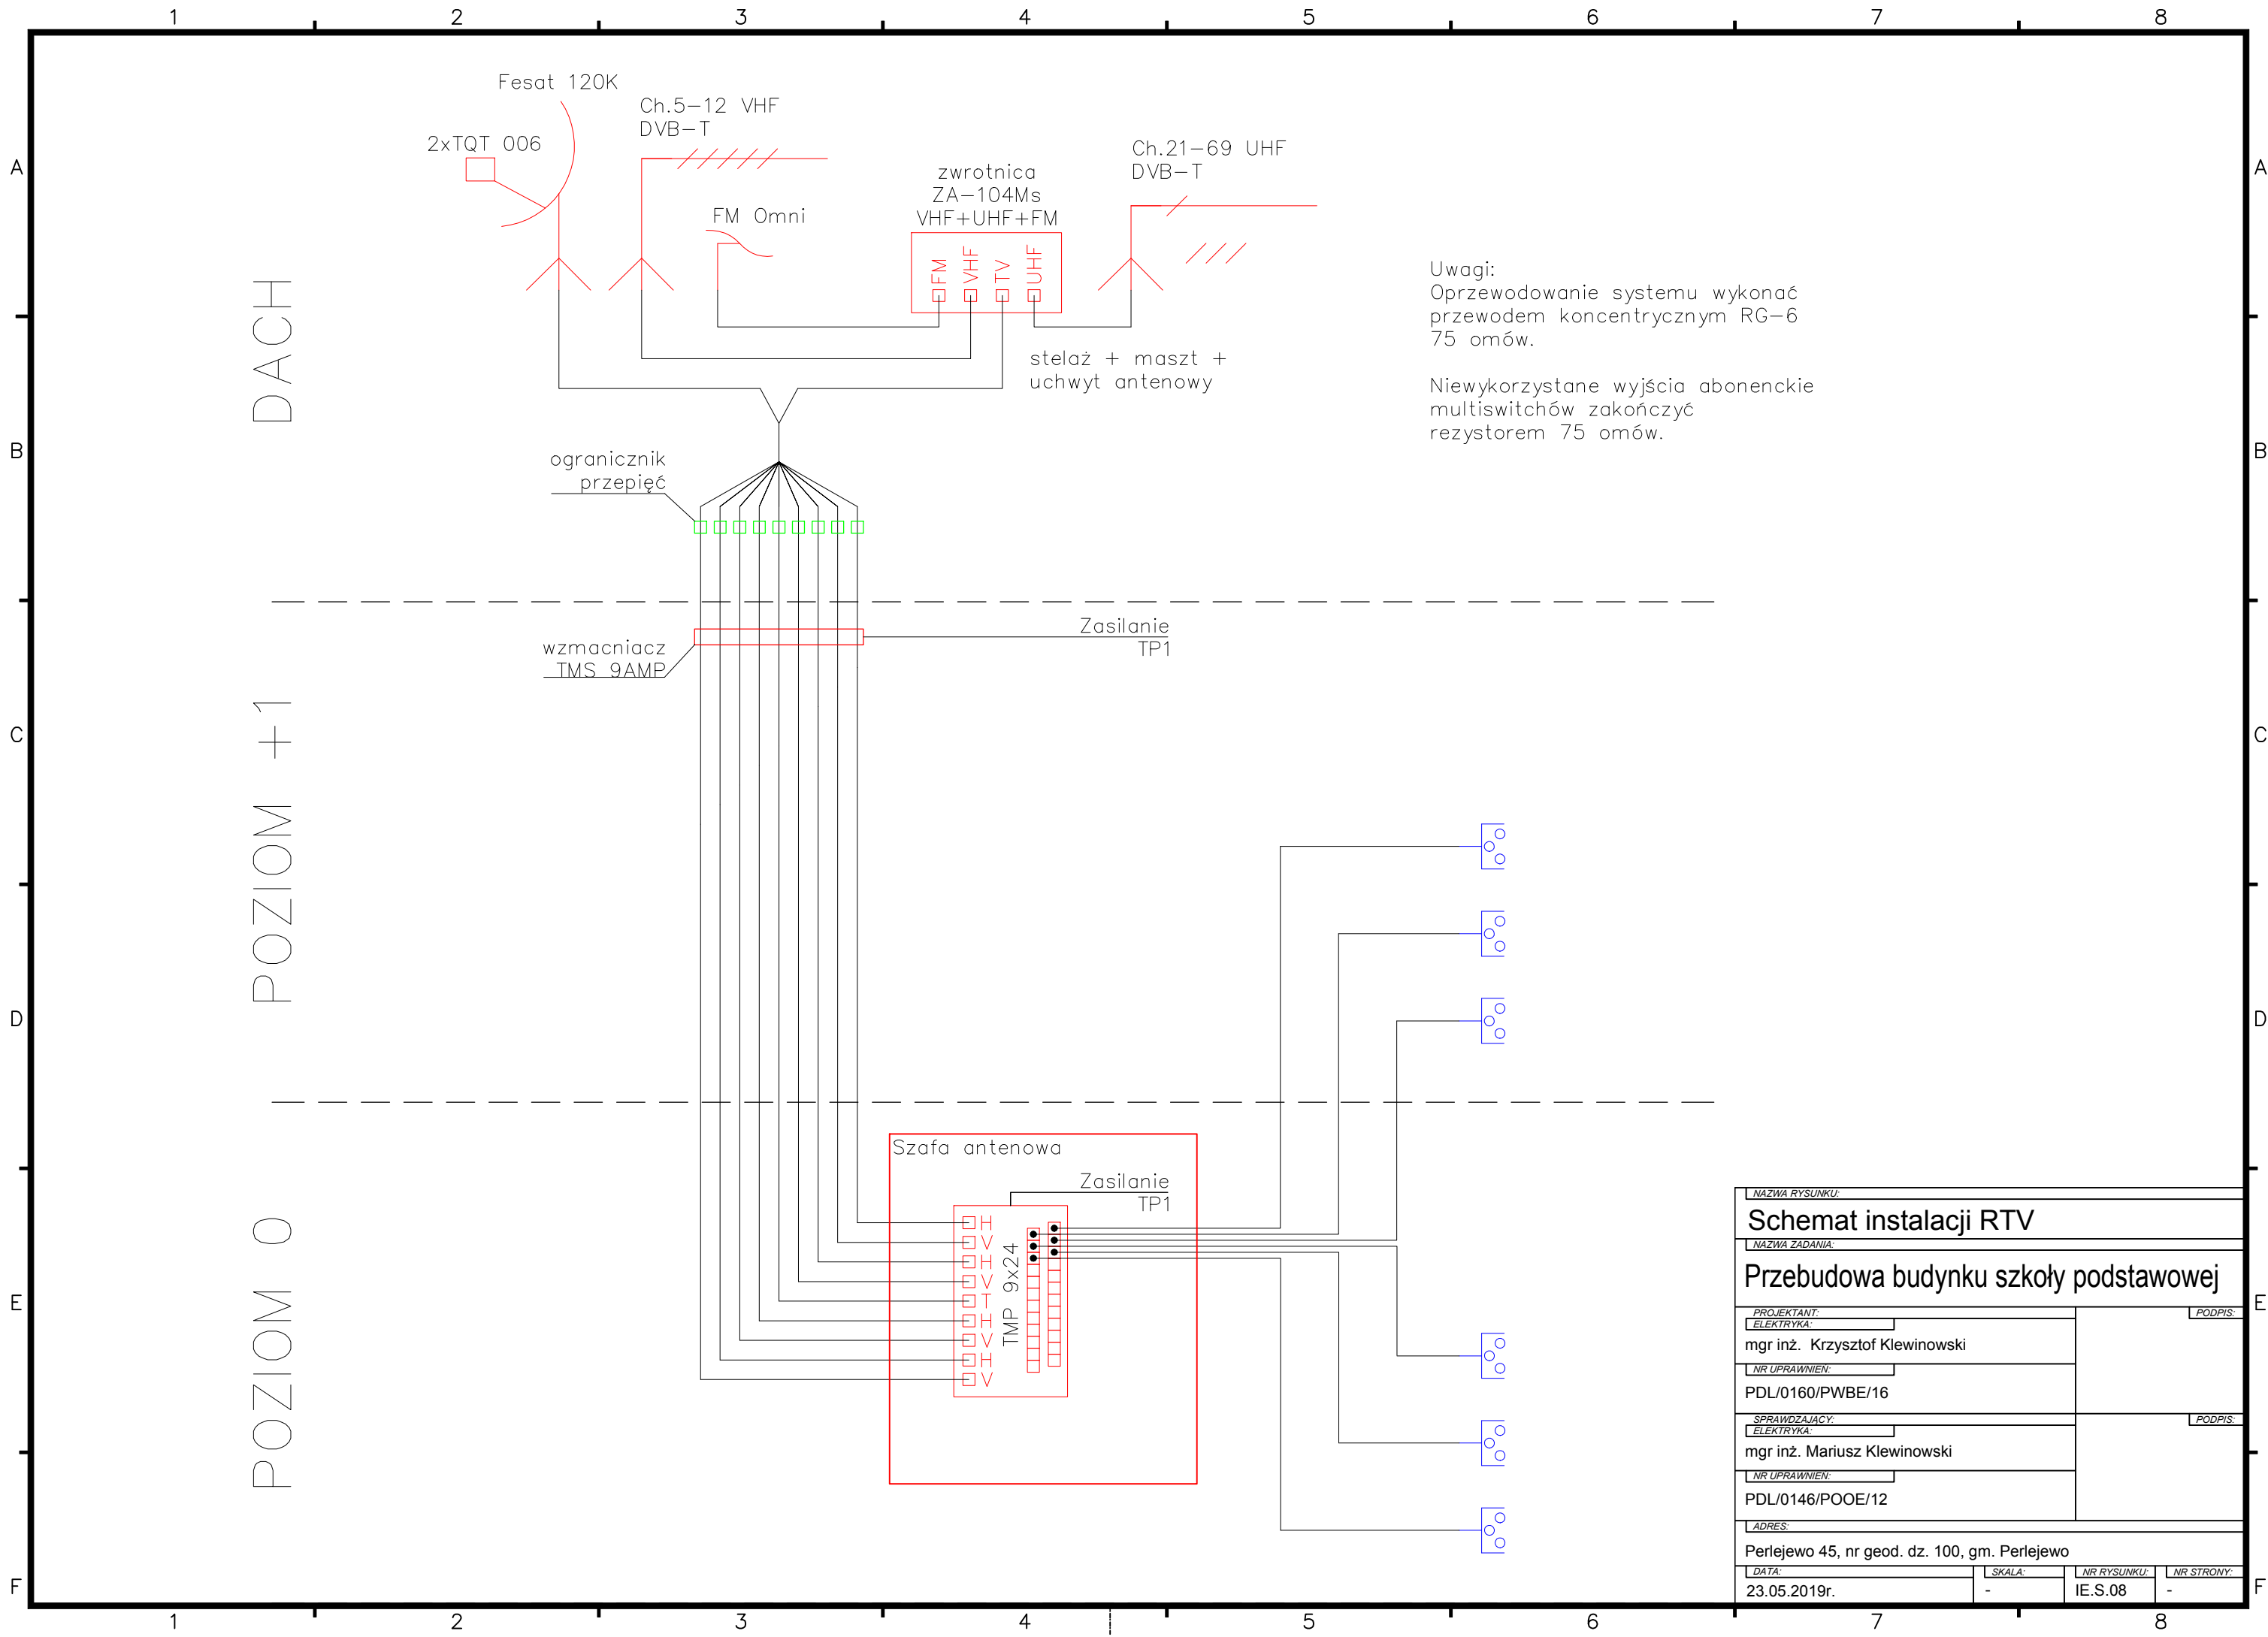 1 2 3 4 5 6 7 8
A
B
C
D
E
F
A
B
C
D
E
F
Fesat 120K
2xTQT 006
Ch.5–12 VHF
DVB–T
FM Omni
zwrotnica
ZA–104Ms
VHF+UHF+FM
FM
VHF
TV
UHF
Ch.21–69 UHF
DVB–T
stelaż + maszt +
uchwyt antenowy
Uwagi:
Oprzewodowanie systemu wykonać
przewodem koncentrycznym RG–6
75 omów.
Niewykorzystane wyjścia abonenckie
multiswitchów zakończyć
rezystorem 75 omów.
DACH
ogranicznik
przepięć
wzmacniacz
TMS 9AMP
Zasilanie
TP1
POZIOM +1
POZIOM 0
Szafa antenowa
Zasilanie
TP1
H
V
H
V
T
H
V
H
V
TMP 9x24
NAZWA RYSUNKU:
Schemat instalacji RTV
NAZWA ZADANIA:
Przebudowa budynku szkoły podstawowej
PROJEKTANT: PODPIS:
ELEKTRYKA:
mgr inż. Krzysztof Klewinowski
NR UPRAWNIEŃ:
PDL/0160/PWBE/16
SPRAWDZAJĄCY: PODPIS:
ELEKTRYKA:
mgr inż. Mariusz Klewinowski
NR UPRAWNIEŃ:
PDL/0146/POOE/12
ADRES:
Perlejewo 45, nr geod. dz. 100, gm. Perlejewo
DATA: SKALA: NR RYSUNKU: NR STRONY:
23.05.2019r. - IE.S.08 -
1 2 3 4 5 6 7 8